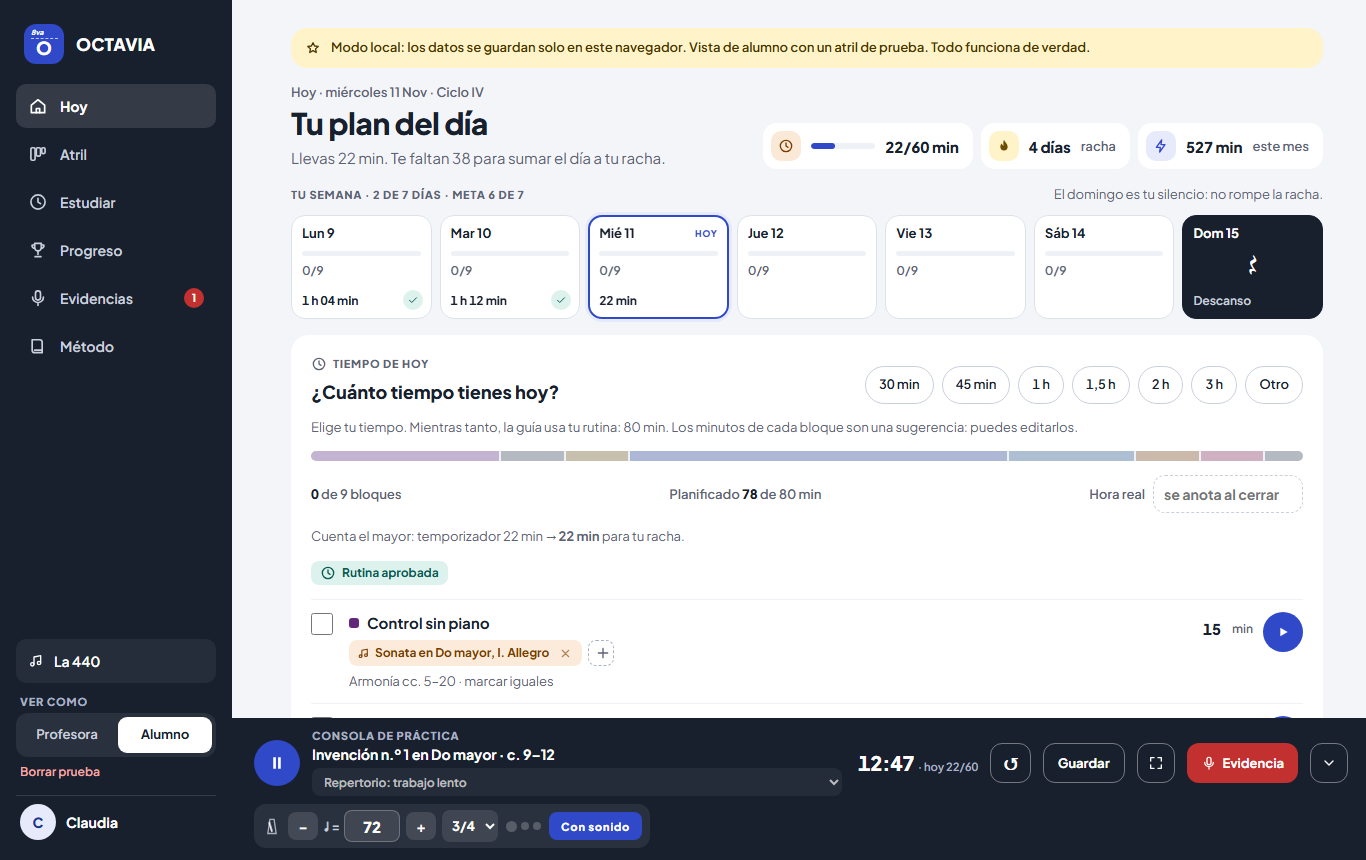 8va
OCTAVIA
Hoy
Atril
Estudiar
Progreso
Evidencias 1
Método
La 440
VER COMO
Profesora Alumno
Borrar prueba
C Claudia
Modo local: los datos se guardan solo en este navegador. Vista de alumno con un atril de prueba. Todo funciona de verdad.
Hoy · miércoles 11 Nov · Ciclo IV
Tu plan del día
Llevas 22 min. Te faltan 38 para sumar el día a tu racha.
22/60 min
4 días racha
527 min este mes
TU SEMANA · 2 DE 7 DÍAS · META 6 DE 7
El domingo es tu silencio: no rompe la racha.
Lun 9
0/9
1 h 04 min
Mar 10
0/9
1 h 12 min
Mié 11 HOY
0/9
22 min
Jue 12
0/9
Vie 13
0/9
Sáb 14
0/9
Dom 15
Descanso
TIEMPO DE HOY
¿Cuánto tiempo tienes hoy?
30 min 45 min 1 h 1,5 h 2 h 3 h Otro
Elige tu tiempo. Mientras tanto, la guía usa tu rutina: 80 min. Los minutos de cada bloque son una sugerencia: puedes editarlos.
0 de 9 bloques
Planificado 78 de 80 min
Hora real se anota al cerrar
Cuenta el mayor: temporizador 22 min → 22 min para tu racha.
Rutina aprobada
Control sin piano
15 min
Sonata en Do mayor, I. Allegro × +
Armonía cc. 5–20 · marcar iguales
CONSOLA DE PRÁCTICA
Invención n.º 1 en Do mayor · c. 9–12
Repertorio: trabajo lento
12:47 · hoy 22/60
↺
Guardar
Evidencia
– ♩= 72 + 3/4 Con sonido